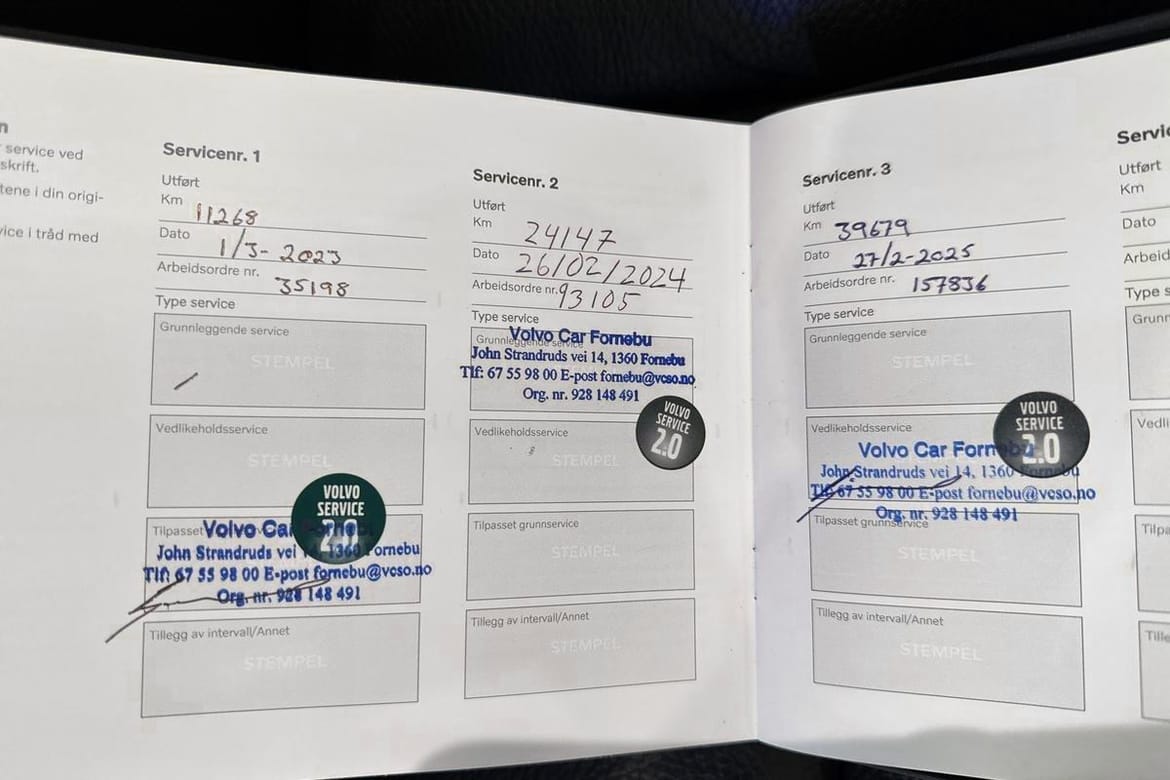 n
service ved
skrift.
tene i din origi-
vice i tråd med
Servicenr. 1
Utført
Km 11268
Dato 1/3-2023
Arbeidsordre nr. 35198
Type service
Grunnleggende service
STEMPEL
Vedlikeholdsservice
STEMPEL
VOLVO
SERVICE
2.0
Tilpasset
Volvo Car Fornebu
John Strandruds vei 14, 1360 Fornebu
Tlf: 67 55 98 00 E-post fornebu@vcso.no
Org. nr. 928 148 491
Tillegg av intervall/Annet
STEMPEL
Servicenr. 2
Utført
Km 24147
Dato 26/02/2024
Arbeidsordre nr. 93105
Type service
Grunnleggende service
Volvo Car Fornebu
John Strandruds vei 14, 1360 Fornebu
Tlf: 67 55 98 00 E-post fornebu@vcso.no
Org. nr. 928 148 491
VOLVO
SERVICE
2.0
Vedlikeholdsservice
STEMPEL
Tilpasset grunnservice
STEMPEL
Tillegg av intervall/Annet
STEMPEL
Servicenr. 3
Utført
Km 39679
Dato 27/2-2025
Arbeidsordre nr. 157836
Type service
Grunnleggende service
STEMPEL
Vedlikeholdsservice
VOLVO
SERVICE
2.0
Volvo Car Fornebu
John Strandruds vei 14, 1360 Fornebu
Tlf: 67 55 98 00 E-post fornebu@vcso.no
Org. nr. 928 148 491
Tilpasset grunnservice
STEMPEL
Tillegg av intervall/Annet
STEMPEL
Servic
Utført
Km
Dato
Arbeid
Type s
Grunn
Vedli
Tilpa
Tille